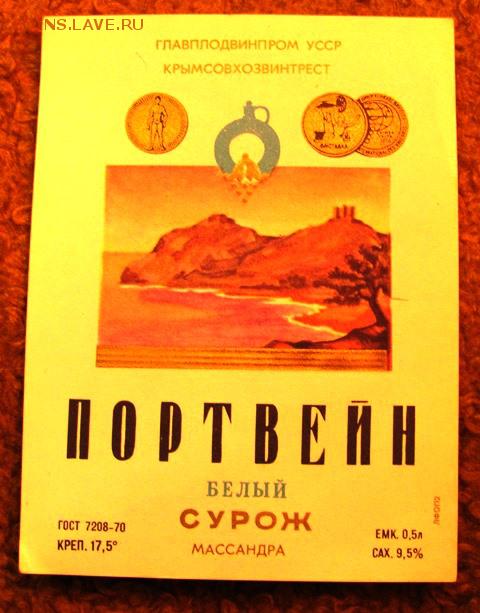 NS.LAVE.RU
ГЛАВПЛОДВИНПРОМ УССР
КРЫМСОВХОЗВИНТРЕСТ
ВЫСТАВКА
ПОРТВЕЙН
БЕЛЫЙ
СУРОЖ
МАССАНДРА
ГОСТ 7208-70
КРЕП. 17,5°
ЕМК. 0,5л
САХ. 9,5%